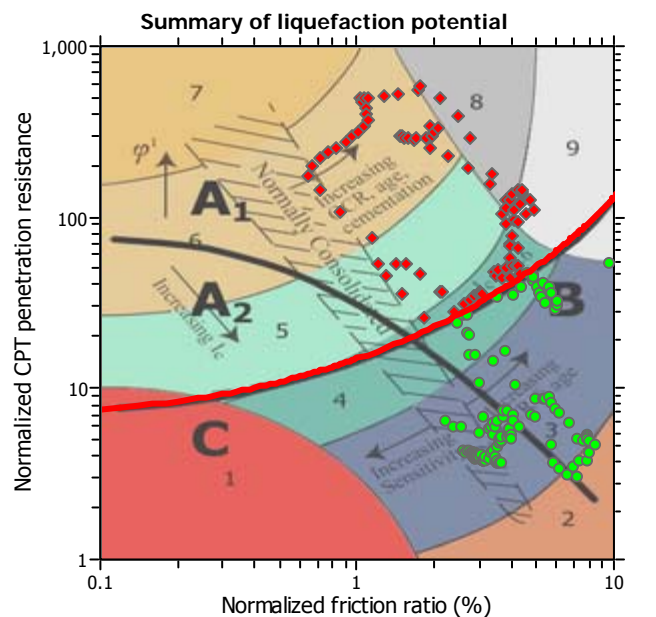 Summary of liquefaction potential
Normalized CPT penetration resistance
1,000
100
10
1
0.1
1
10
Normalized friction ratio (%)
7
8
9
φ'
A1
Normally Consolidated
Increasing
age,
cementation
6
A2
Increasing Ic
5
B
4
C
1
Increasing
Sensitivity
age
3
2